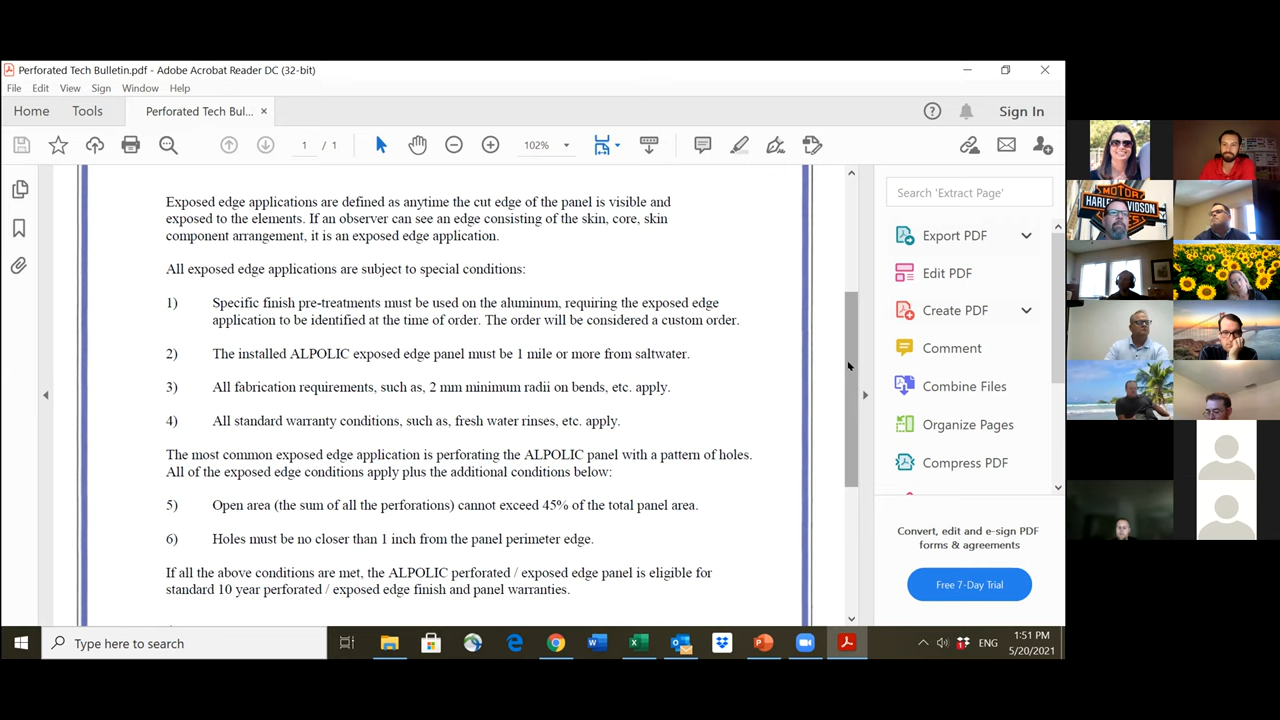 Perforated Tech Bulletin.pdf - Adobe Acrobat Reader DC (32-bit)
File Edit View Sign Window Help
Home Tools Perforated Tech Bul... × Sign In
1 / 1 102%
Exposed edge applications are defined as anytime the cut edge of the panel is visible and
exposed to the elements. If an observer can see an edge consisting of the skin, core, skin
component arrangement, it is an exposed edge application.
All exposed edge applications are subject to special conditions:
1) Specific finish pre-treatments must be used on the aluminum, requiring the exposed edge
application to be identified at the time of order. The order will be considered a custom order.
2) The installed ALPOLIC exposed edge panel must be 1 mile or more from saltwater.
3) All fabrication requirements, such as, 2 mm minimum radii on bends, etc. apply.
4) All standard warranty conditions, such as, fresh water rinses, etc. apply.
The most common exposed edge application is perforating the ALPOLIC panel with a pattern of holes.
All of the exposed edge conditions apply plus the additional conditions below:
5) Open area (the sum of all the perforations) cannot exceed 45% of the total panel area.
6) Holes must be no closer than 1 inch from the panel perimeter edge.
If all the above conditions are met, the ALPOLIC perforated / exposed edge panel is eligible for
standard 10 year perforated / exposed edge finish and panel warranties.
Search 'Extract Page'
Export PDF
Edit PDF
Create PDF
Comment
Combine Files
Organize Pages
Compress PDF
Convert, edit and e-sign PDF
forms & agreements
Free 7-Day Trial
MOTOR
HARLEY-DAVIDSON
Type here to search
ENG
1:51 PM
5/20/2021